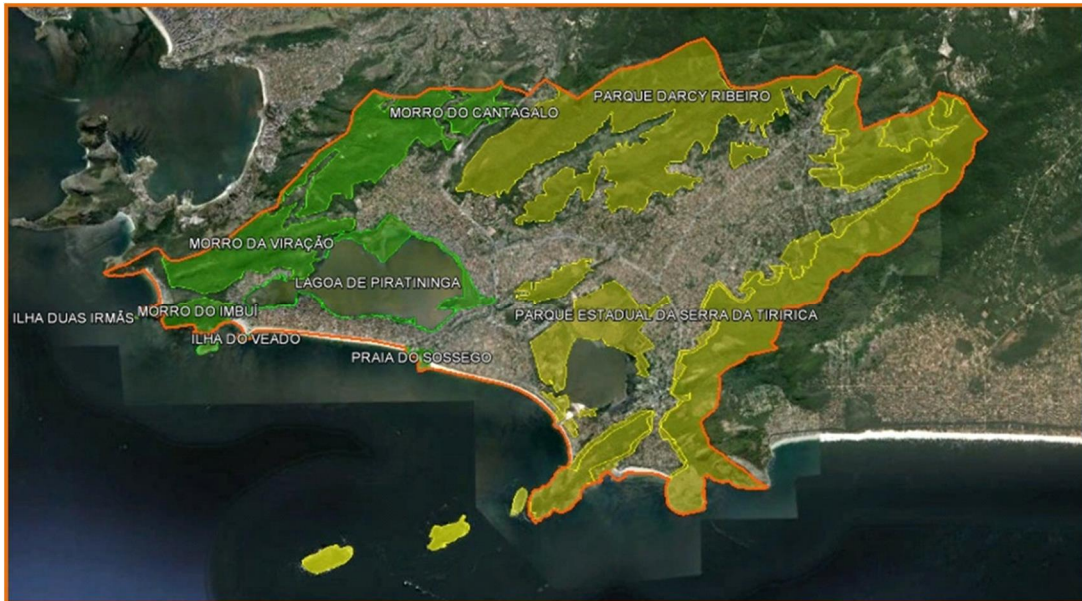 PARQUE DARCY RIBEIRO
MORRO DO CANTAGALO
MORRO DA VIRAÇÃO
LAGOA DE PIRATININGA
MORRO DO IMBUÍ
ILHA DUAS IRMÃS
PARQUE ESTADUAL DA SERRA DA TIRIRICA
ILHA DO VEADO
PRAIA DO SOSSEGO